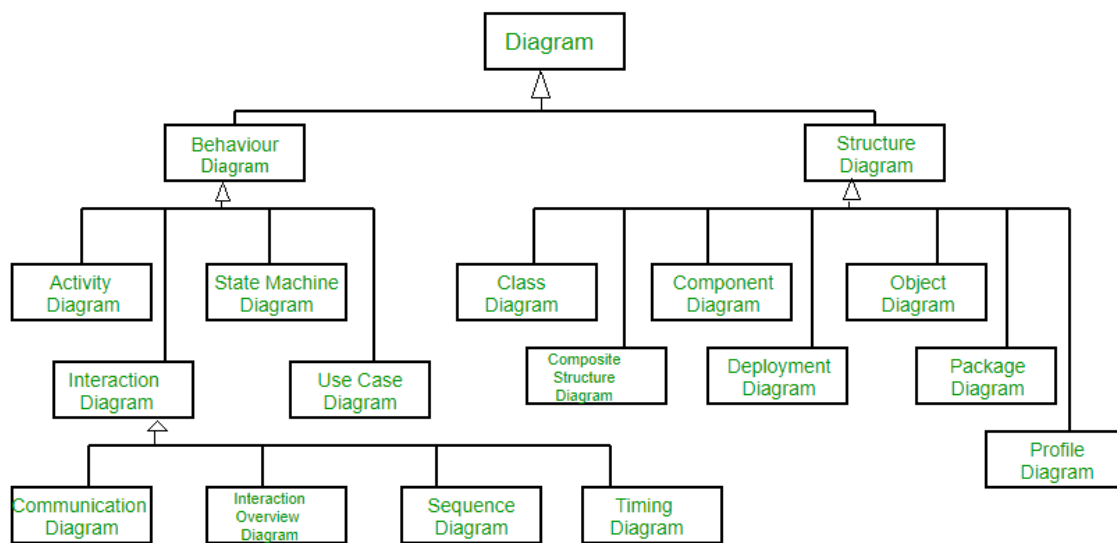 Diagram
Behaviour
Diagram
Structure
Diagram
Activity
Diagram
State Machine
Diagram
Class
Diagram
Component
Diagram
Object
Diagram
Interaction
Diagram
Use Case
Diagram
Composite
Structure
Diagram
Deployment
Diagram
Package
Diagram
Profile
Diagram
Communication
Diagram
Interaction
Overview
Diagram
Sequence
Diagram
Timing
Diagram